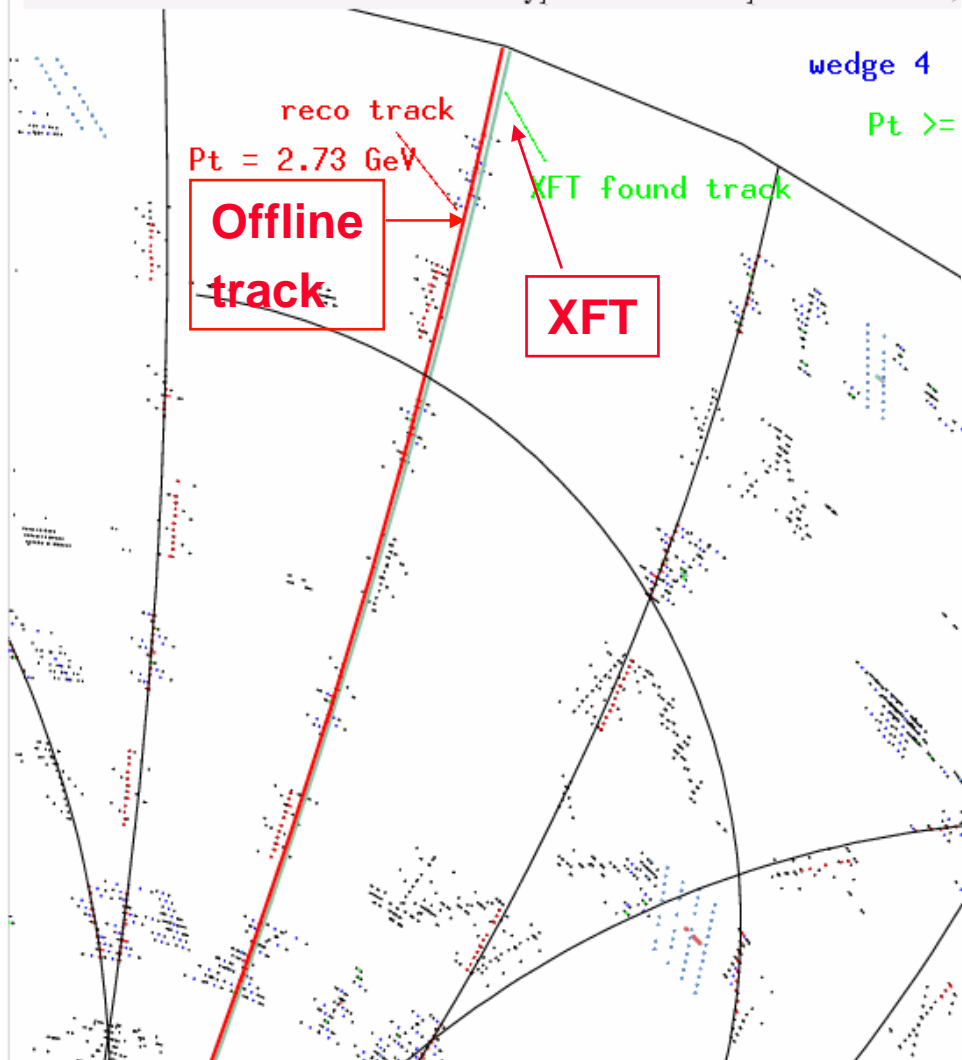 wedge 4
reco track
Pt >=
Pt = 2.73 GeV
XFT found track
Offline
track
XFT